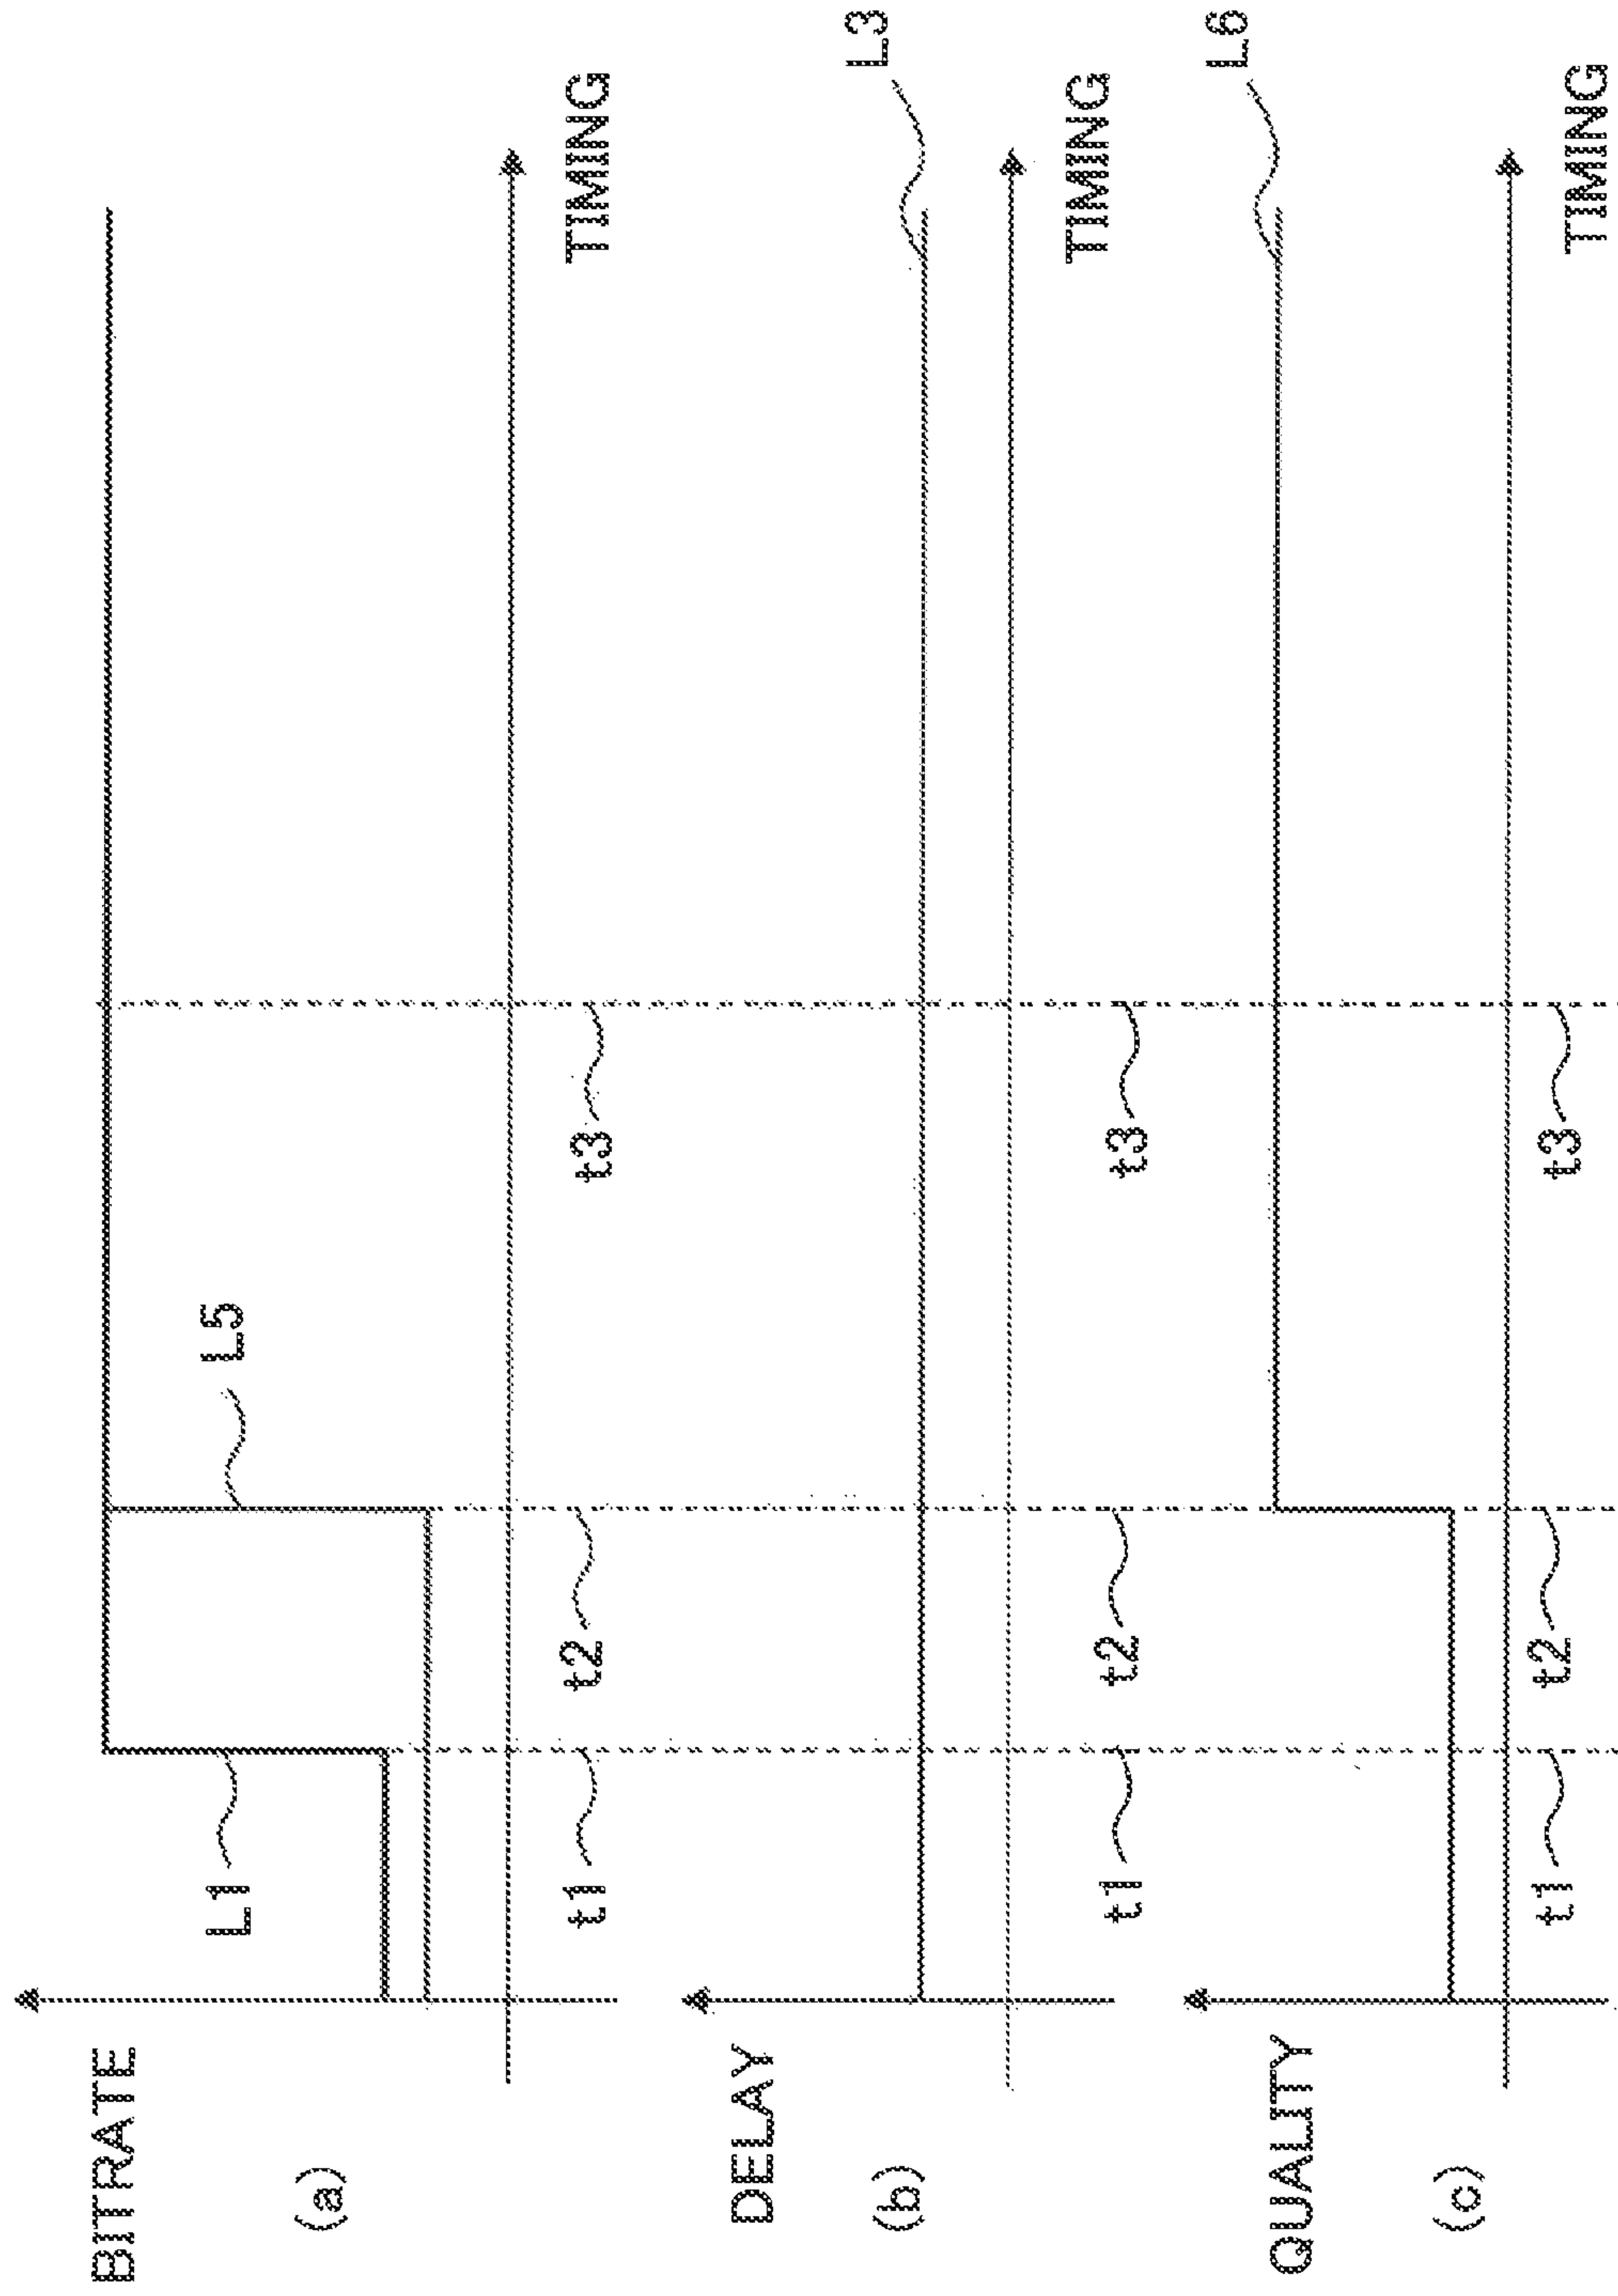 BITRATE
(a)
L1
L5
t1
t2
t3
TIMING
DELAY
(b)
L3
t1
t2
t3
TIMING
QUALITY
(c)
L6
t1
t2
t3
TIMING